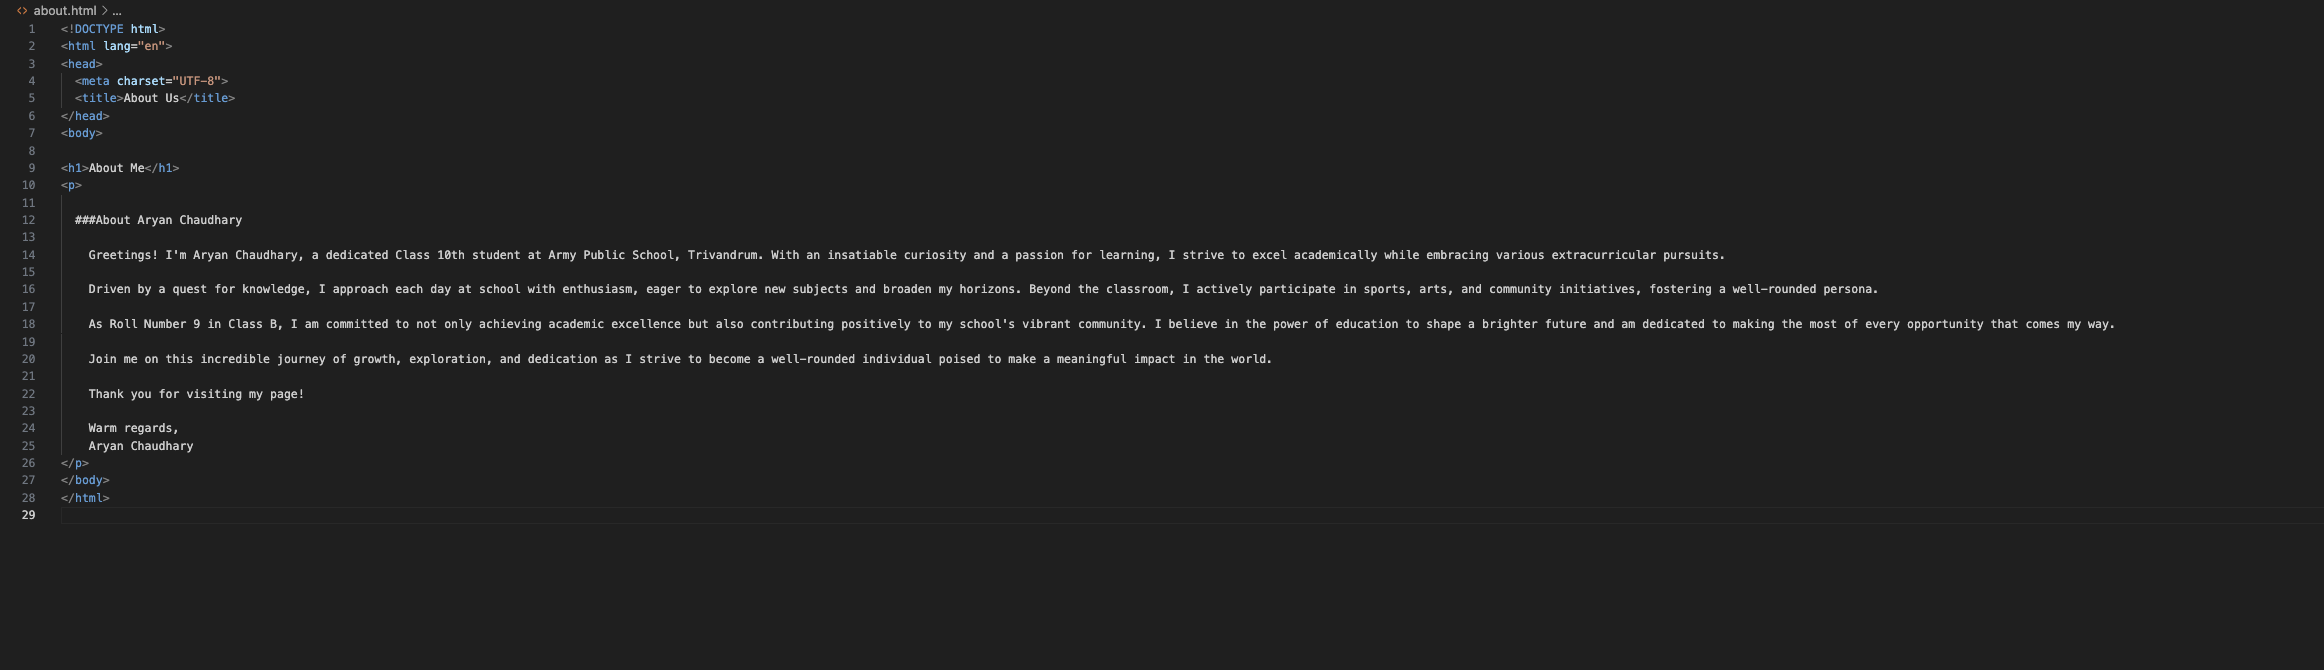 about.html > ...
1 <!DOCTYPE html>
2 <html lang="en">
3 <head>
4 <meta charset="UTF-8">
5 <title>About Us</title>
6 </head>
7 <body>
8
9 <h1>About Me</h1>
10 <p>
11
12 ###About Aryan Chaudhary
13
14 Greetings! I'm Aryan Chaudhary, a dedicated Class 10th student at Army Public School, Trivandrum. With an insatiable curiosity and a passion for learning, I strive to excel academically while embracing various extracurricular pursuits.
15
16 Driven by a quest for knowledge, I approach each day at school with enthusiasm, eager to explore new subjects and broaden my horizons. Beyond the classroom, I actively participate in sports, arts, and community initiatives, fostering a well-rounded persona.
17
18 As Roll Number 9 in Class B, I am committed to not only achieving academic excellence but also contributing positively to my school's vibrant community. I believe in the power of education to shape a brighter future and am dedicated to making the most of every opportunity that comes my way.
19
20 Join me on this incredible journey of growth, exploration, and dedication as I strive to become a well-rounded individual poised to make a meaningful impact in the world.
21
22 Thank you for visiting my page!
23
24 Warm regards,
25 Aryan Chaudhary
26 </p>
27 </body>
28 </html>
29